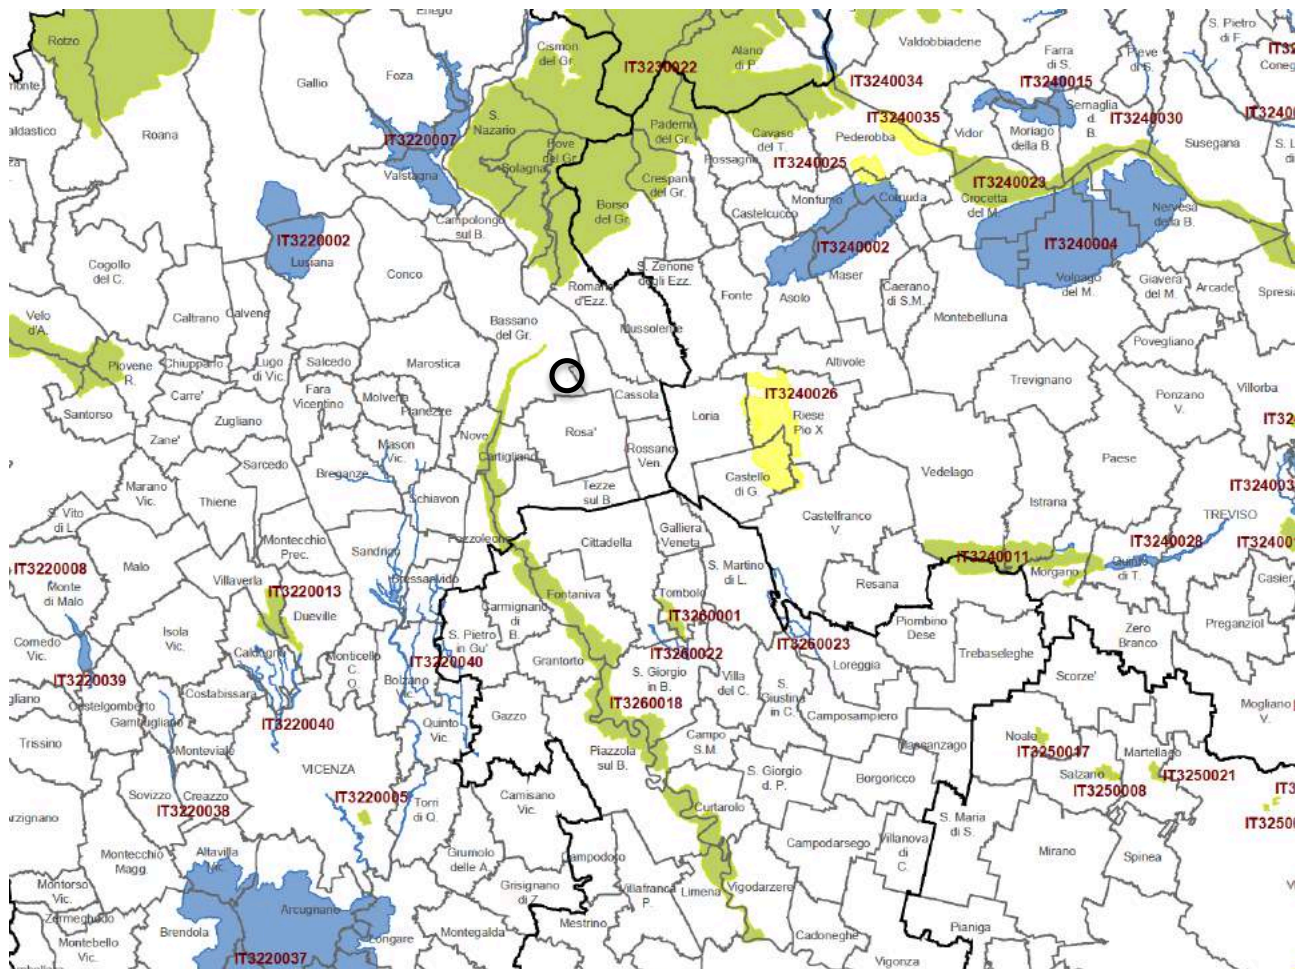 Enego
S. Pietro
di F.
Rotzo
Cismon
del Gr.
Alano
di P.
Valdobbiadene
Farra
di S.
Pieve
di S.
Foza
IT3230022
Gallio
IT3240034
IT3240015
Coneg
Sernaglia
d.
B.
IT3240035
IT3240030
S.
Nazario
Paderno
del Gr.
Cavaso
del T.
Pederobba
Vidor
Moriago
della B.
Susegana
Roana
IT3220007
Possagno
IT3240025
Solagna
Valstagna
Crespano
del Gr.
IT3240023
Crocetta
del M.
Monfumo
Cornuda
Nervesa
della B.
Castelcucco
Borso
del Gr.
Campolongo
sul B.
IT3220002
Lusiana
IT3240002
IT3240004
Maser
Cogollo
del C.
Conco
S. Zenone
degli Ezz.
Romano
d'Ezz.
Fonte
Asolo
Caerano
di S.M.
Volpago
del M.
Giavera
del M.
Arcade
Velo
d'A.
Caltrano
Calvene
Bassano
del Gr.
Mussolente
Montebelluna
Povegliano
Piovene
R.
Chiuppano
Lugo
di Vic.
Salcedo
Marostica
Altivole
Trevignano
Villorba
Carre'
Fara
Vicentino
Molvena
Pianezze
Cassola
Loria
IT3240026
Riese
Pio X
Ponzano
V.
Santorso
Zugliano
Zane'
Nove
Rosa'
Mason
Vic.
Rossano
Ven.
Sarcedo
Breganze
Cartigliano
Castello
di G.
Vedelago
Paese
Marano
Vic.
Thiene
Schiavon
Tezze
sul B.
Istrana
S. Vito
di L.
Castelfranco
V.
TREVISO
Galliera
Veneta
Montecchio
Prec.
Sandrigo
Pozzoleone
Cittadella
IT3240011
IT3240028
Quinto
di T.
Malo
IT3220008
Monte
di Malo
Villaverla
IT3220013
Dueville
Bressanvido
Fontaniva
S. Martino
di L.
Tombolo
Resana
Morgano
Casier
IT3260001
Carmignano
di
B.
Piombino
Dese
Zero
Branco
Preganziol
Isola
Vic.
S. Pietro
in Gu'
IT3260022
IT3260023
Cornedo
Vic.
Caldogno
Monticello
C.
O.
IT3220040
Grantorto
S. Giorgio
in B.
Villa
del C.
Loreggia
Trebaseleghe
IT3220039
Costabissara
Bolzano
Vic.
Scorze'
Castelgomberto
Gambugliano
IT3220040
IT3260018
S.
Giustina
in C.
Camposampiero
Mogliano
V.
Quinto
Vic.
Gazzo
Campo
S.M.
Noale
Trissino
Monteviale
Piazzola
sul B.
Massanzago
IT3250017
Martellago
VICENZA
S. Giorgio
d. P.
Borgoricco
Salzano
IT3250021
Sovizzo
Creazzo
IT3220005
Camisano
Vic.
IT3250008
IT3220038
Torri
di Q.
Curtarolo
S. Maria
di S.
Campodarsego
Villanova
di
C.
Mirano
Spinea
Montecchio
Magg.
Altavilla
Vic.
Grumolo
delle A.
Campodoro
Montorso
Vic.
Grisignano
di Z.
Villafranca
P.
Limena
Vigodarzere
Arcugnano
Zermeghedo
Brendola
Longare
Montegalda
Mestrino
Cadoneghe
Pianiga
Montebello
Vic.
IT3220037
Vigonza